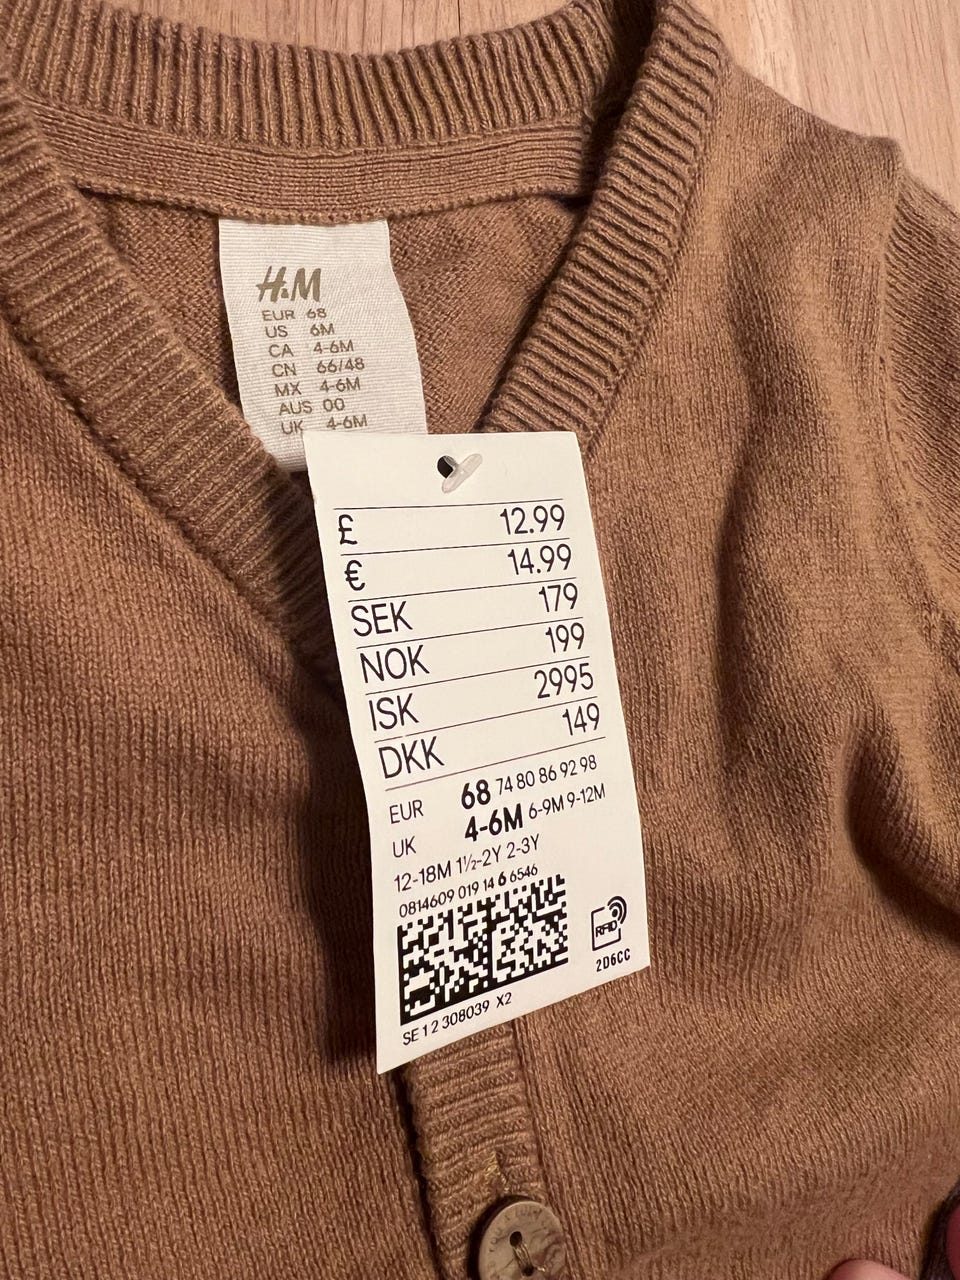 H&M
EUR 68
US 6M
CA 4-6M
CN 66/48
MX 4-6M
AUS 00
UK 4-6M
£ 12.99
€ 14.99
SEK 179
NOK 199
ISK 2995
DKK 149
EUR 68 74 80 86 92 98
UK 4-6M 6-9M 9-12M
12-18M 1½-2Y 2-3Y
0814609 019 14 6 6546
RFID
2D6CC
SE 1 2 308039 X2